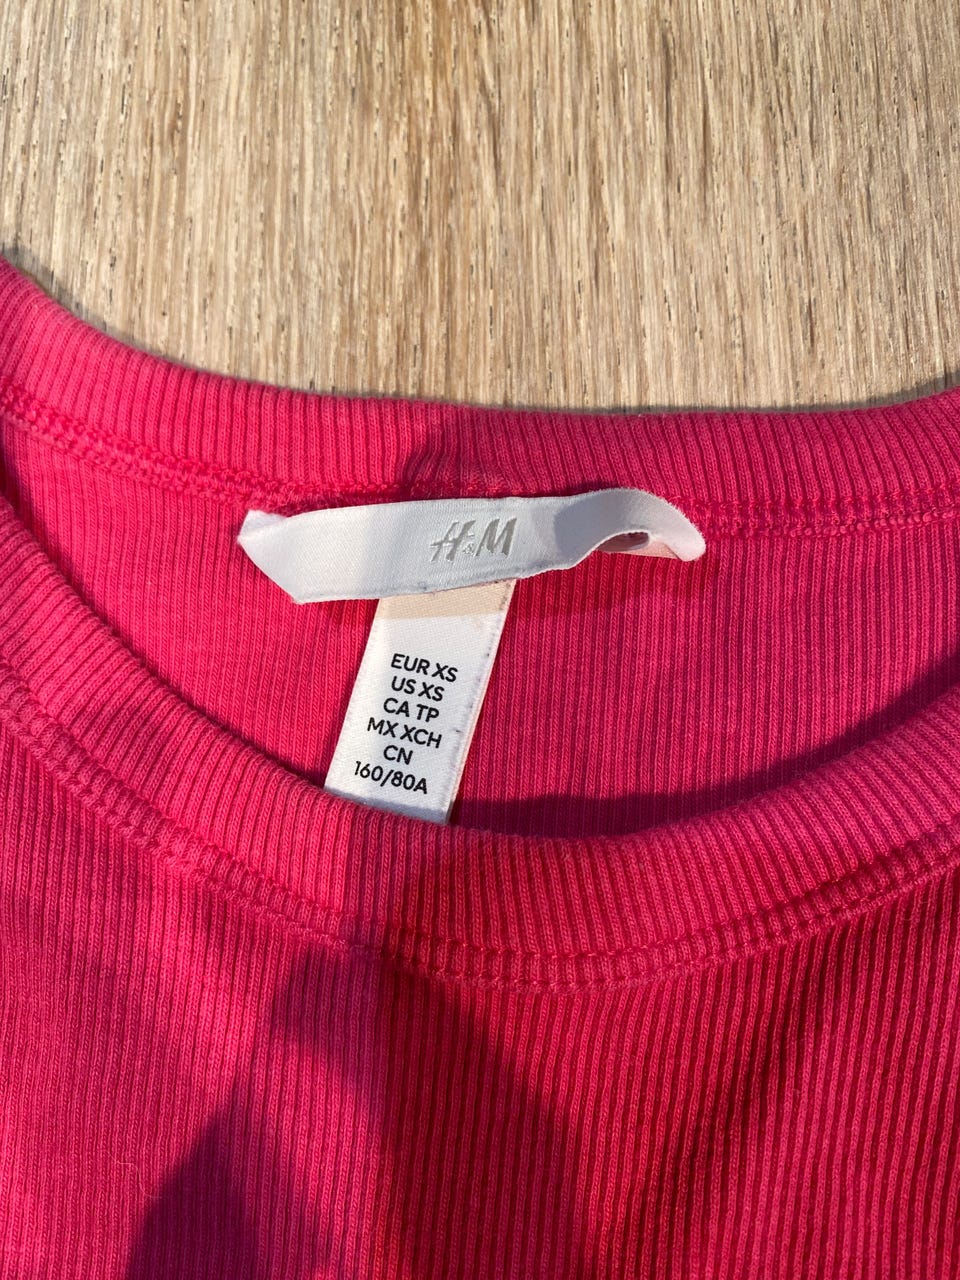 H&M
EUR XS
US XS
CA TP
MX XCH
CN
160/80A